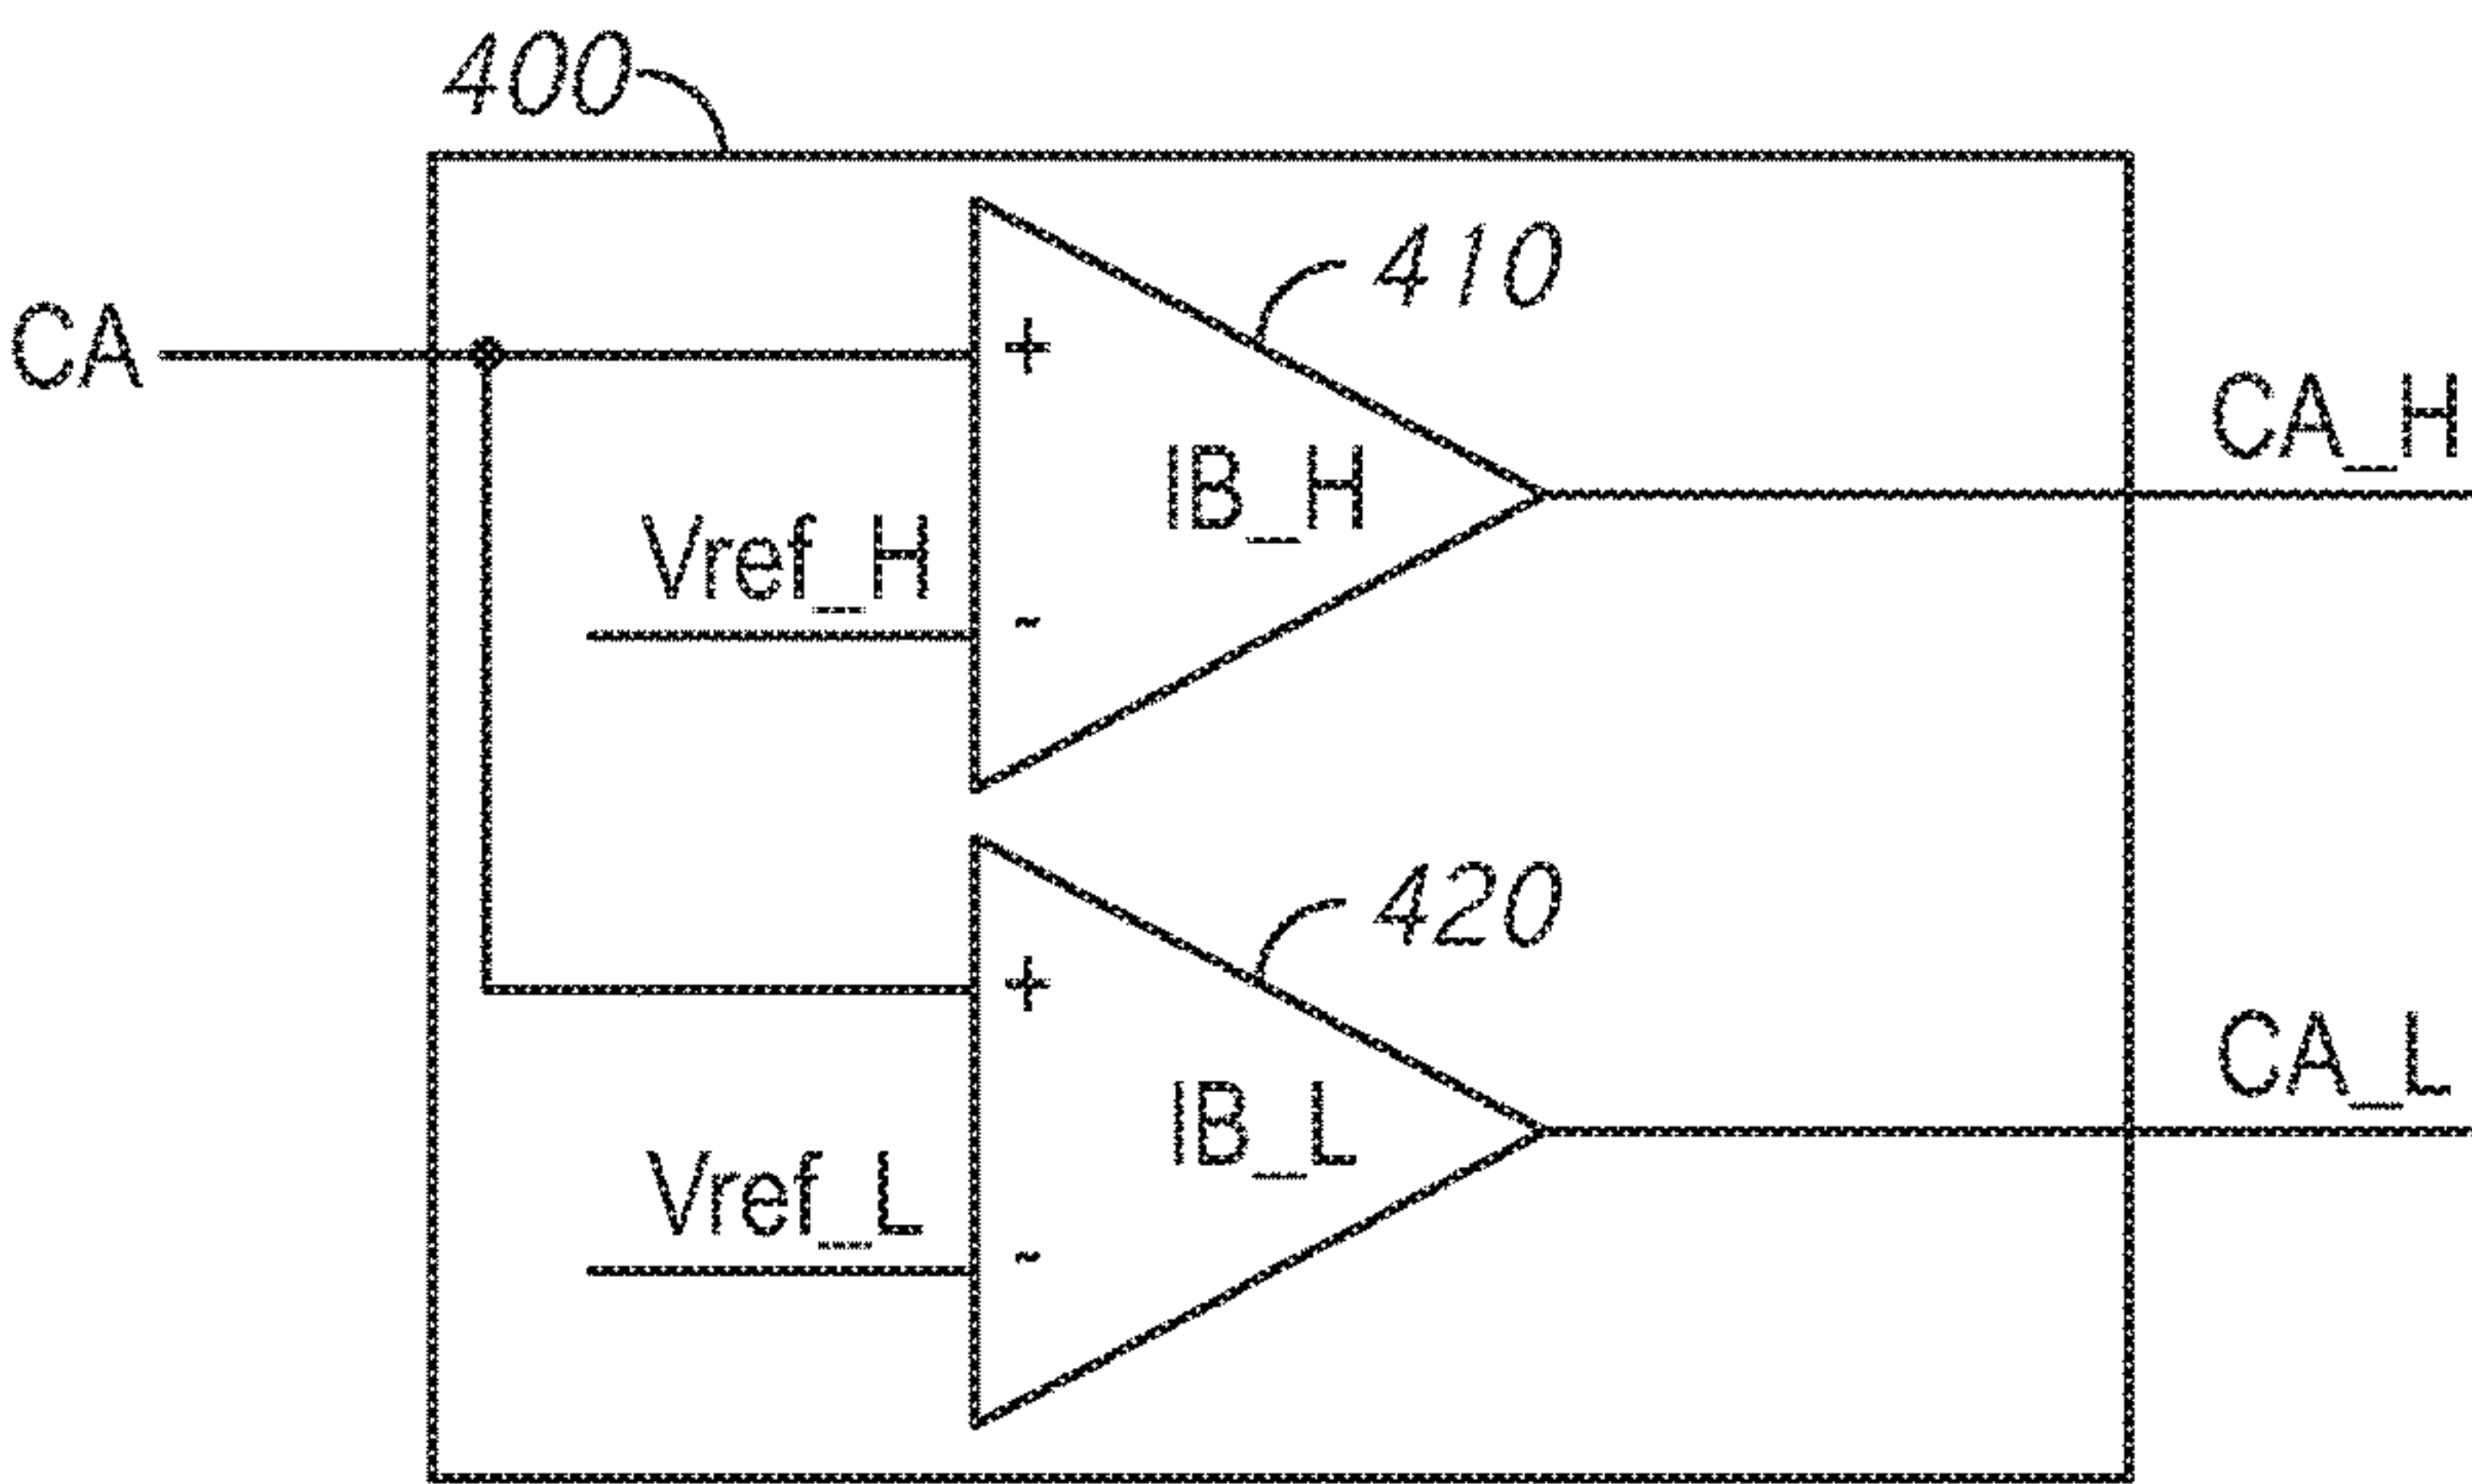 400
410
CA
+
CA_H
IB_H
Vref_H
-
420
+
CA_L
IB_L
Vref_L
-